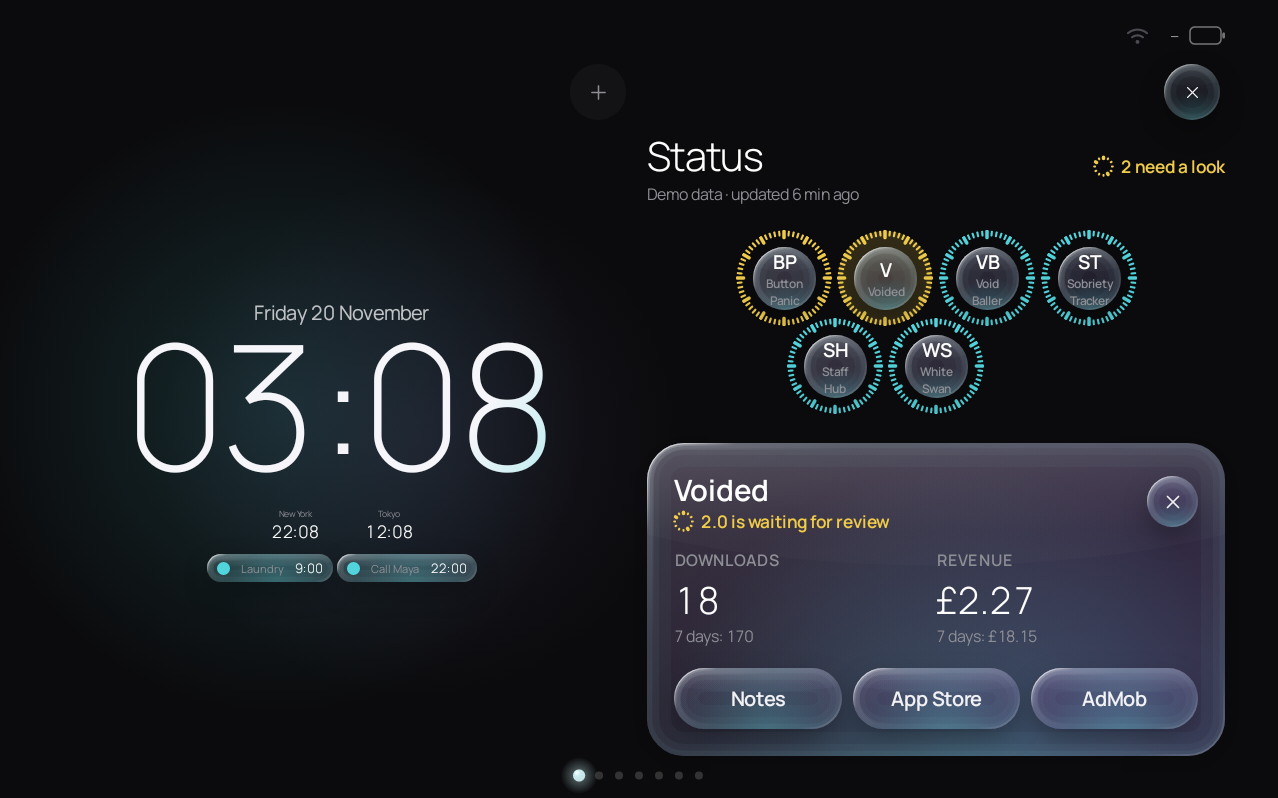 Status
2 need a look
Demo data · updated 6 min ago
BP
Button
Panic
V
Voided
VB
Void
Baller
ST
Sobriety
Tracker
SH
Staff
Hub
WS
White
Swan
Friday 20 November
03:08
New York
22:08
Tokyo
12:08
Laundry 9:00
Call Maya 22:00
Voided
2.0 is waiting for review
DOWNLOADS
18
7 days: 170
REVENUE
£2.27
7 days: £18.15
Notes
App Store
AdMob